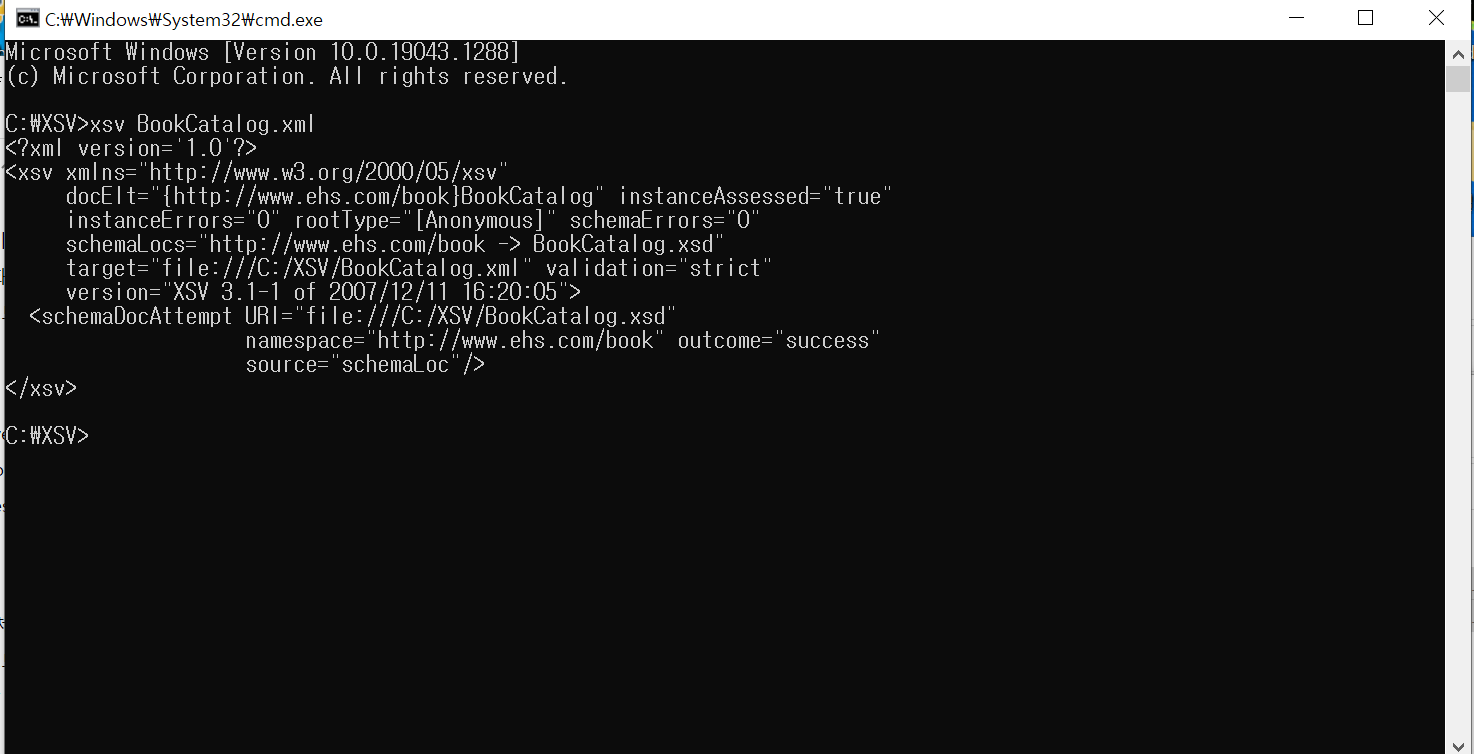 C:₩Windows₩System32₩cmd.exe
Microsoft Windows [Version 10.0.19043.1288]
(c) Microsoft Corporation. All rights reserved.
C:₩XSV>xsv BookCatalog.xml
<?xml version='1.0'?>
<xsv xmlns="http://www.w3.org/2000/05/xsv"
docElt="{http://www.ehs.com/book}BookCatalog" instanceAssessed="true"
instanceErrors="0" rootType="[Anonymous]" schemaErrors="0"
schemaLocs="http://www.ehs.com/book -> BookCatalog.xsd"
target="file:///C:/XSV/BookCatalog.xml" validation="strict"
version="XSV 3.1-1 of 2007/12/11 16:20:05">
<schemaDocAttempt URI="file:///C:/XSV/BookCatalog.xsd"
namespace="http://www.ehs.com/book" outcome="success"
source="schemaLoc"/>
</xsv>
C:₩XSV>